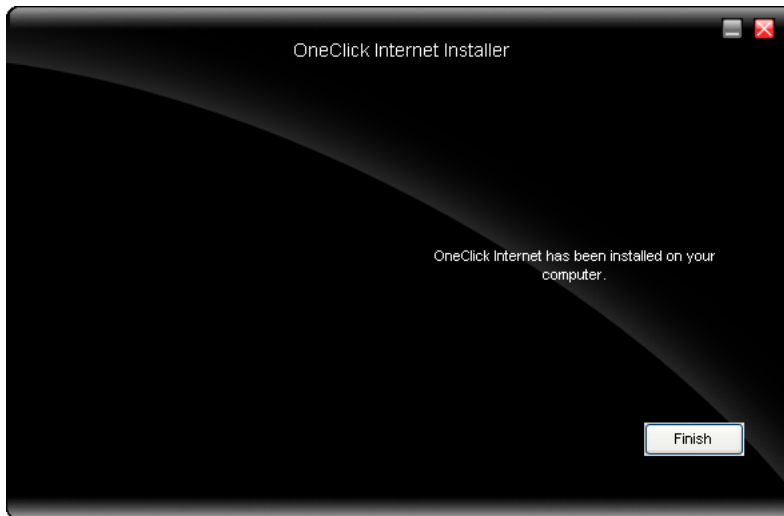 OneClick Internet Installer
OneClick Internet has been installed on your
computer.
Finish